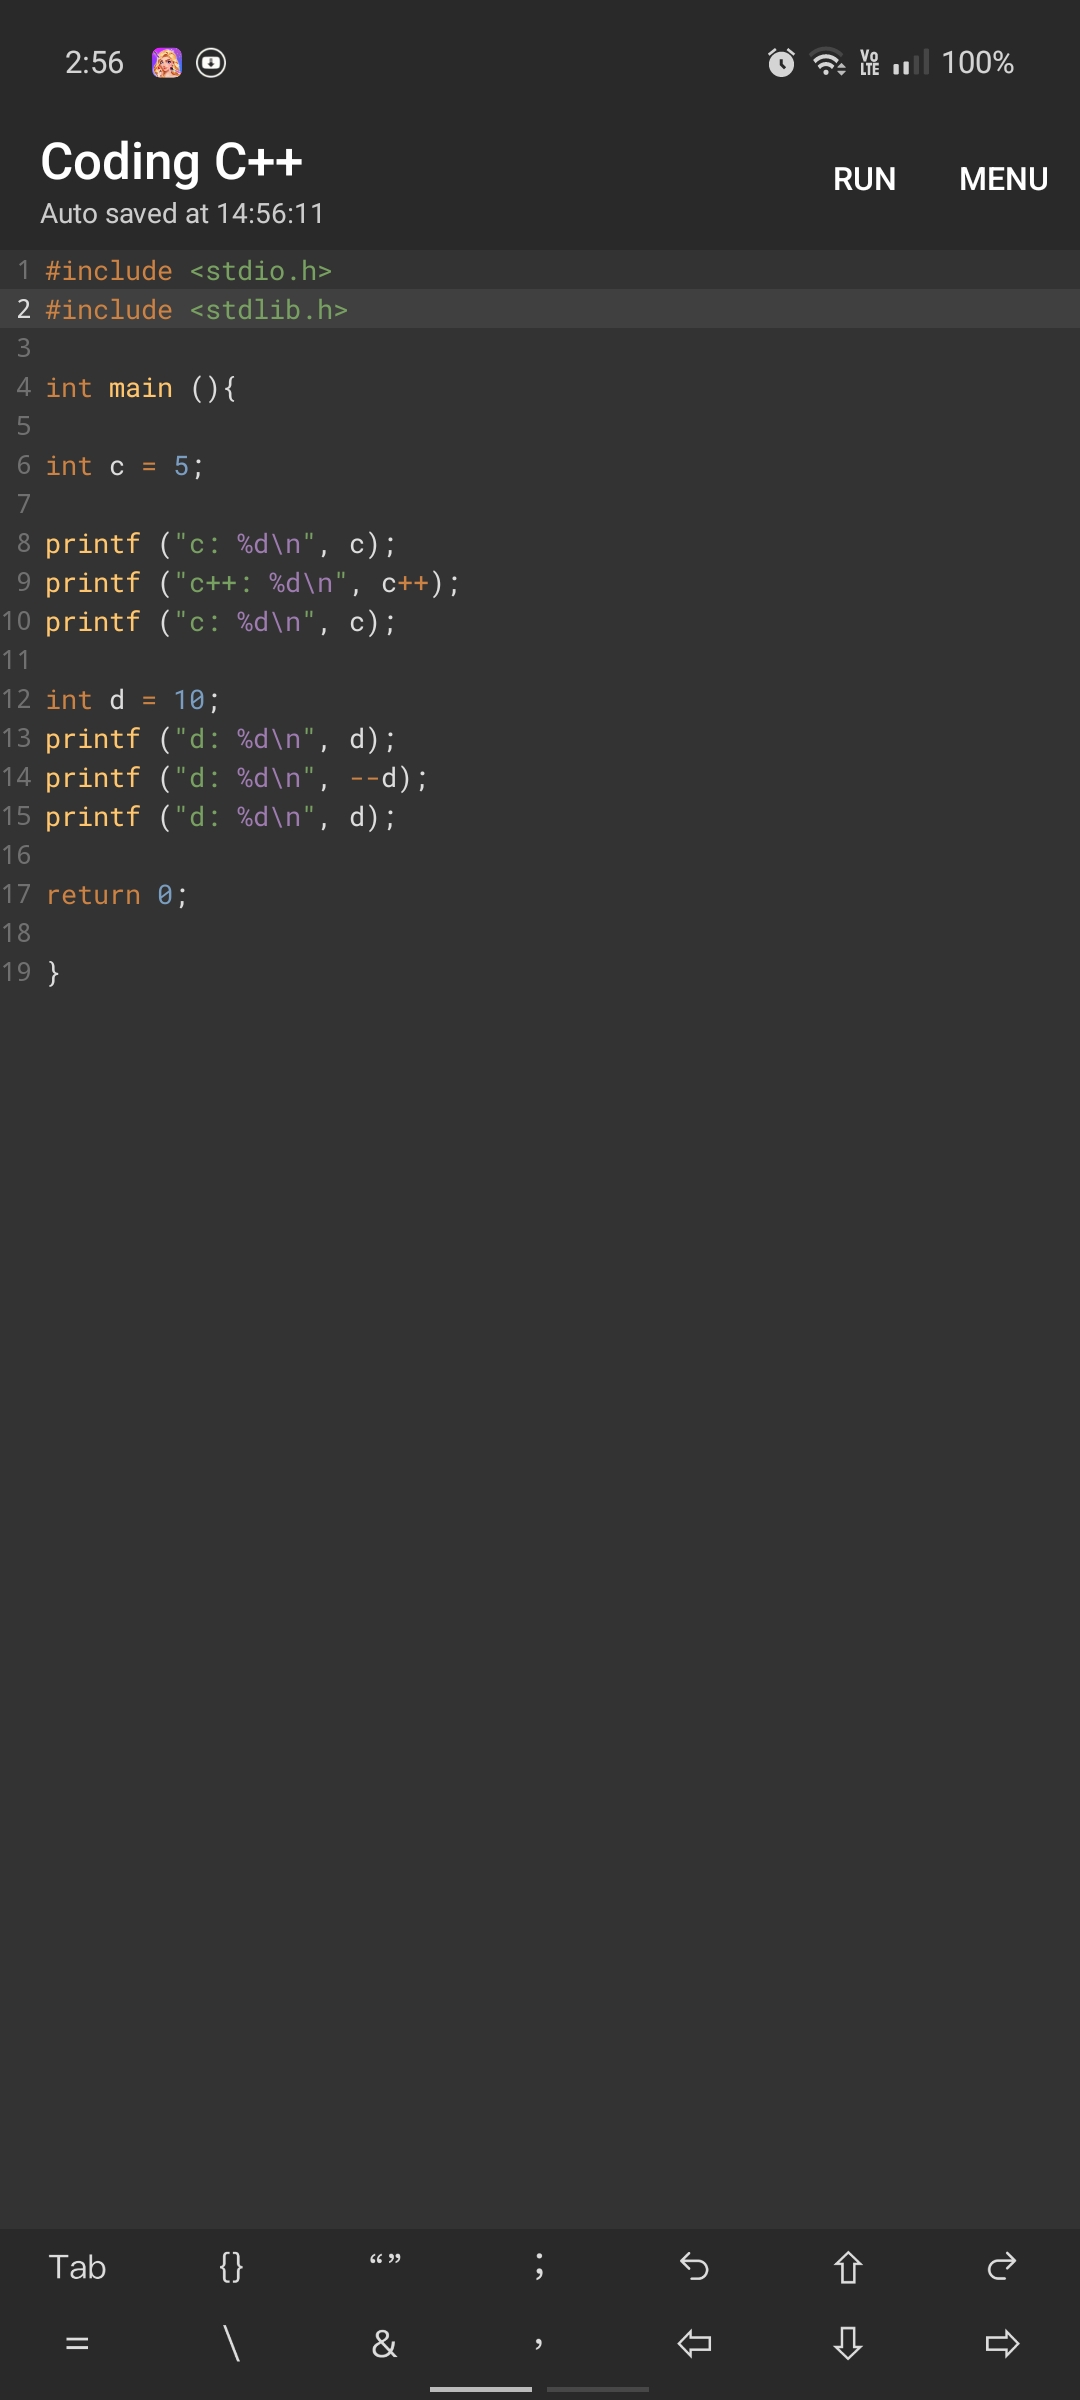 2:56 VoLTE 100%
Coding C++
RUN MENU
Auto saved at 14:56:11
1 #include <stdio.h>
2 #include <stdlib.h>
3
4 int main (){
5
6 int c = 5;
7
8 printf ("c: %d\n", c);
9 printf ("c++: %d\n", c++);
10 printf ("c: %d\n", c);
11
12 int d = 10;
13 printf ("d: %d\n", d);
14 printf ("d: %d\n", --d);
15 printf ("d: %d\n", d);
16
17 return 0;
18
19 }
Tab {} “” ;
= \ & ,